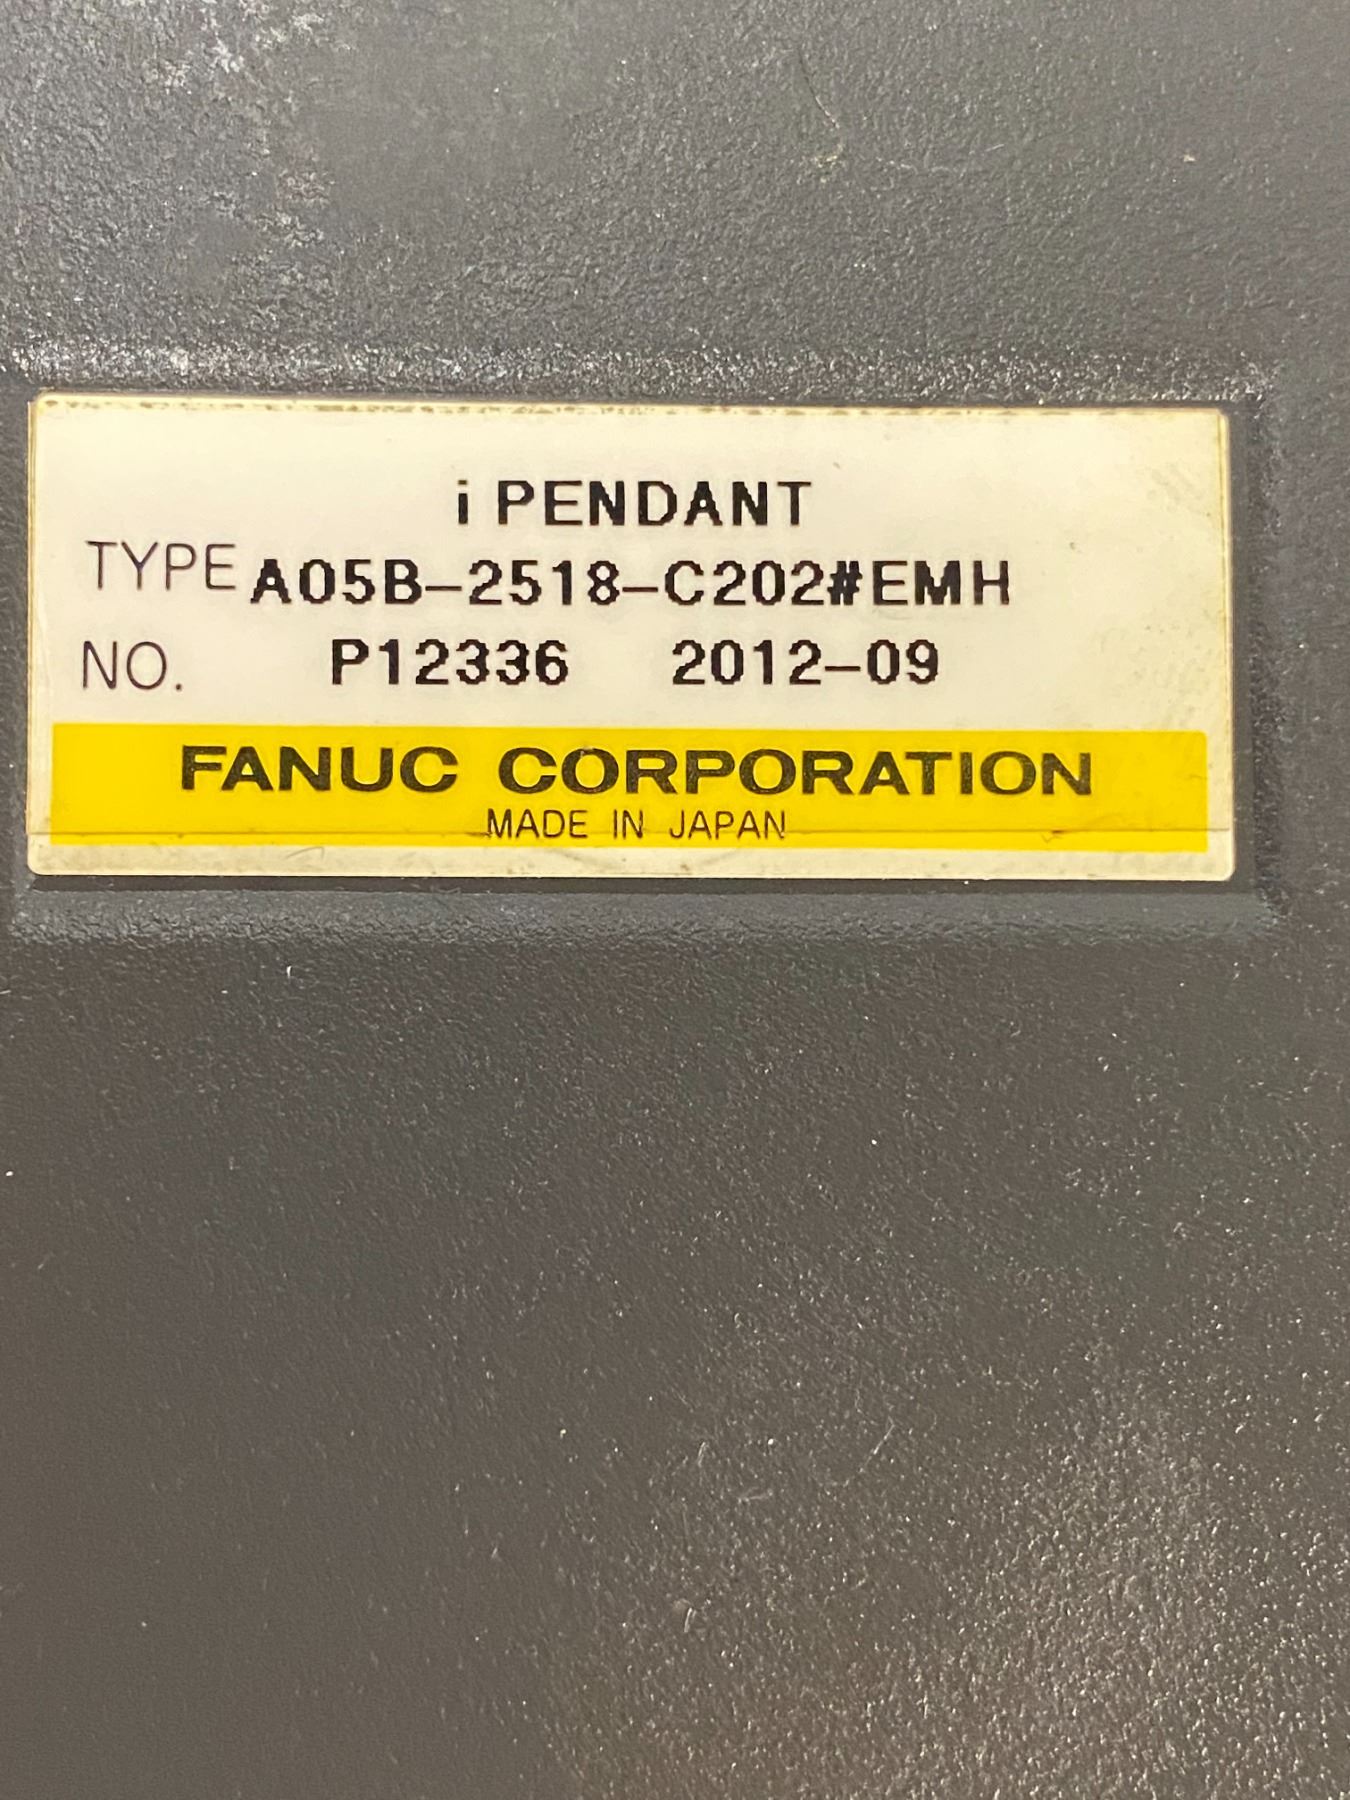 i PENDANT
TYPE A05B-2518-C202#EMH
NO. P12336 2012-09
FANUC CORPORATION
MADE IN JAPAN